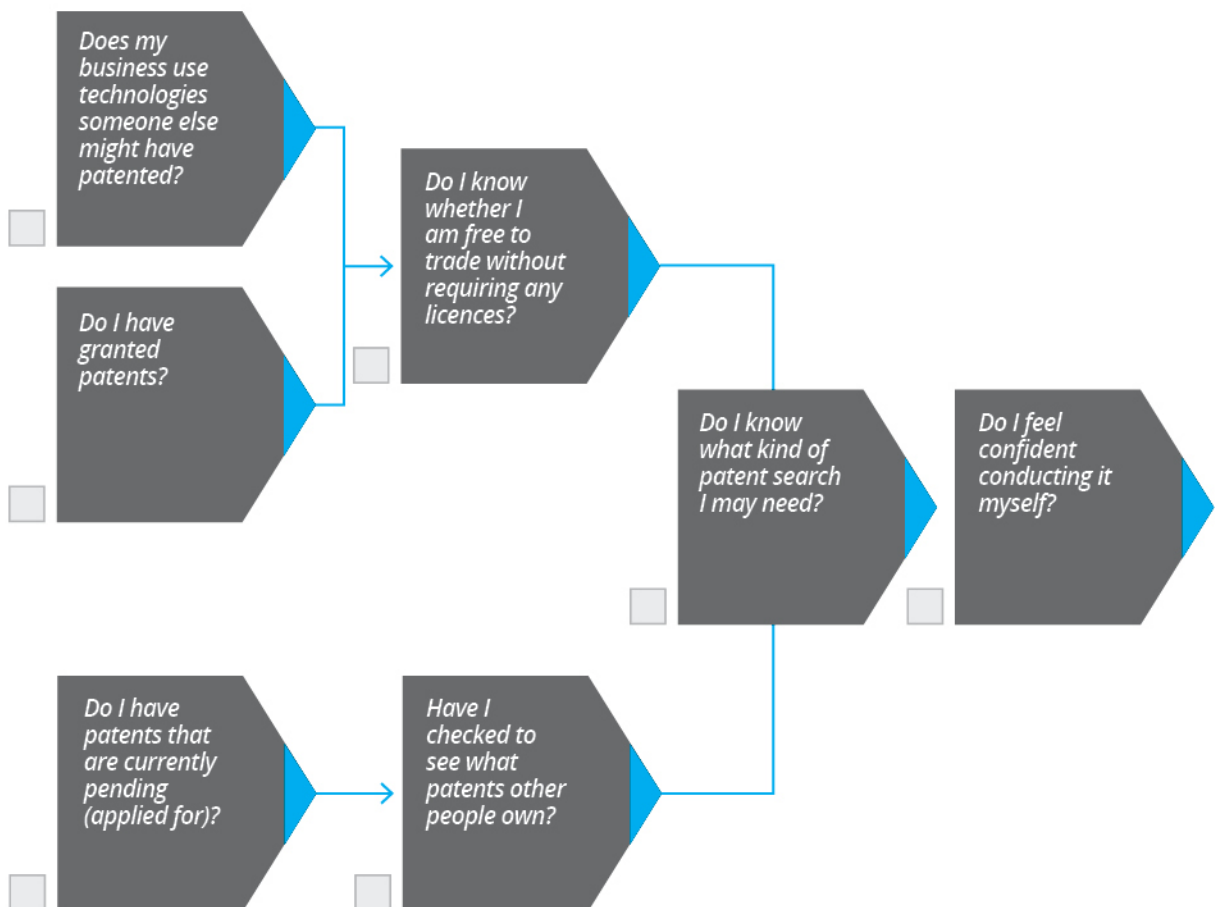 Does my
business use
technologies
someone else
might have
patented?
Do I have
granted
patents?
Do I know
whether I
am free to
trade without
requiring any
licences?
Do I know
what kind of
patent search
I may need?
Do I feel
confident
conducting it
myself?
Do I have
patents that
are currently
pending
(applied for)?
Have I
checked to
see what
patents other
people own?